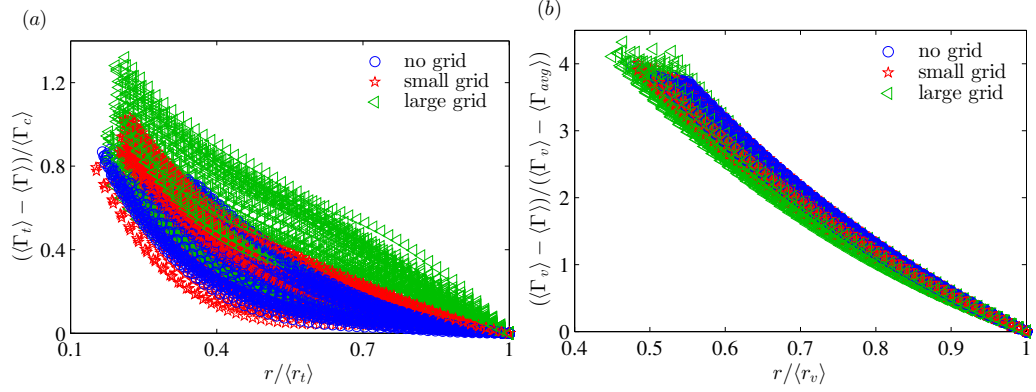 (a)
1.2
0.8
0.4
0
0.1
0.4
0.7
1
r/⟨r_t⟩
(⟨Γ_t⟩ − ⟨Γ⟩)/⟨Γ_c⟩
no grid
small grid
large grid
(b)
4
3
2
1
0
0.4
0.5
0.6
0.7
0.8
0.9
1
r/⟨r_v⟩
(⟨Γ_v⟩ − ⟨Γ⟩)/(⟨Γ_v⟩ − ⟨Γ_avg⟩)
no grid
small grid
large grid